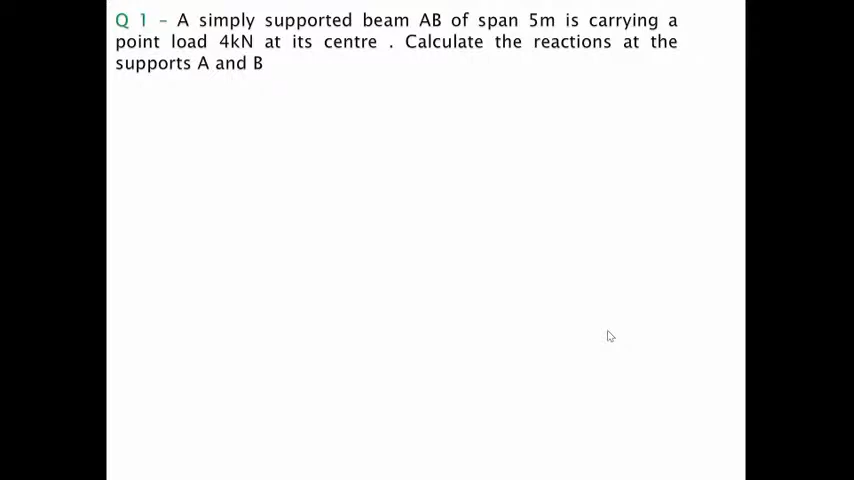 Q 1 – A simply supported beam AB of span 5m is carrying a
point load 4kN at its centre . Calculate the reactions at the
supports A and B